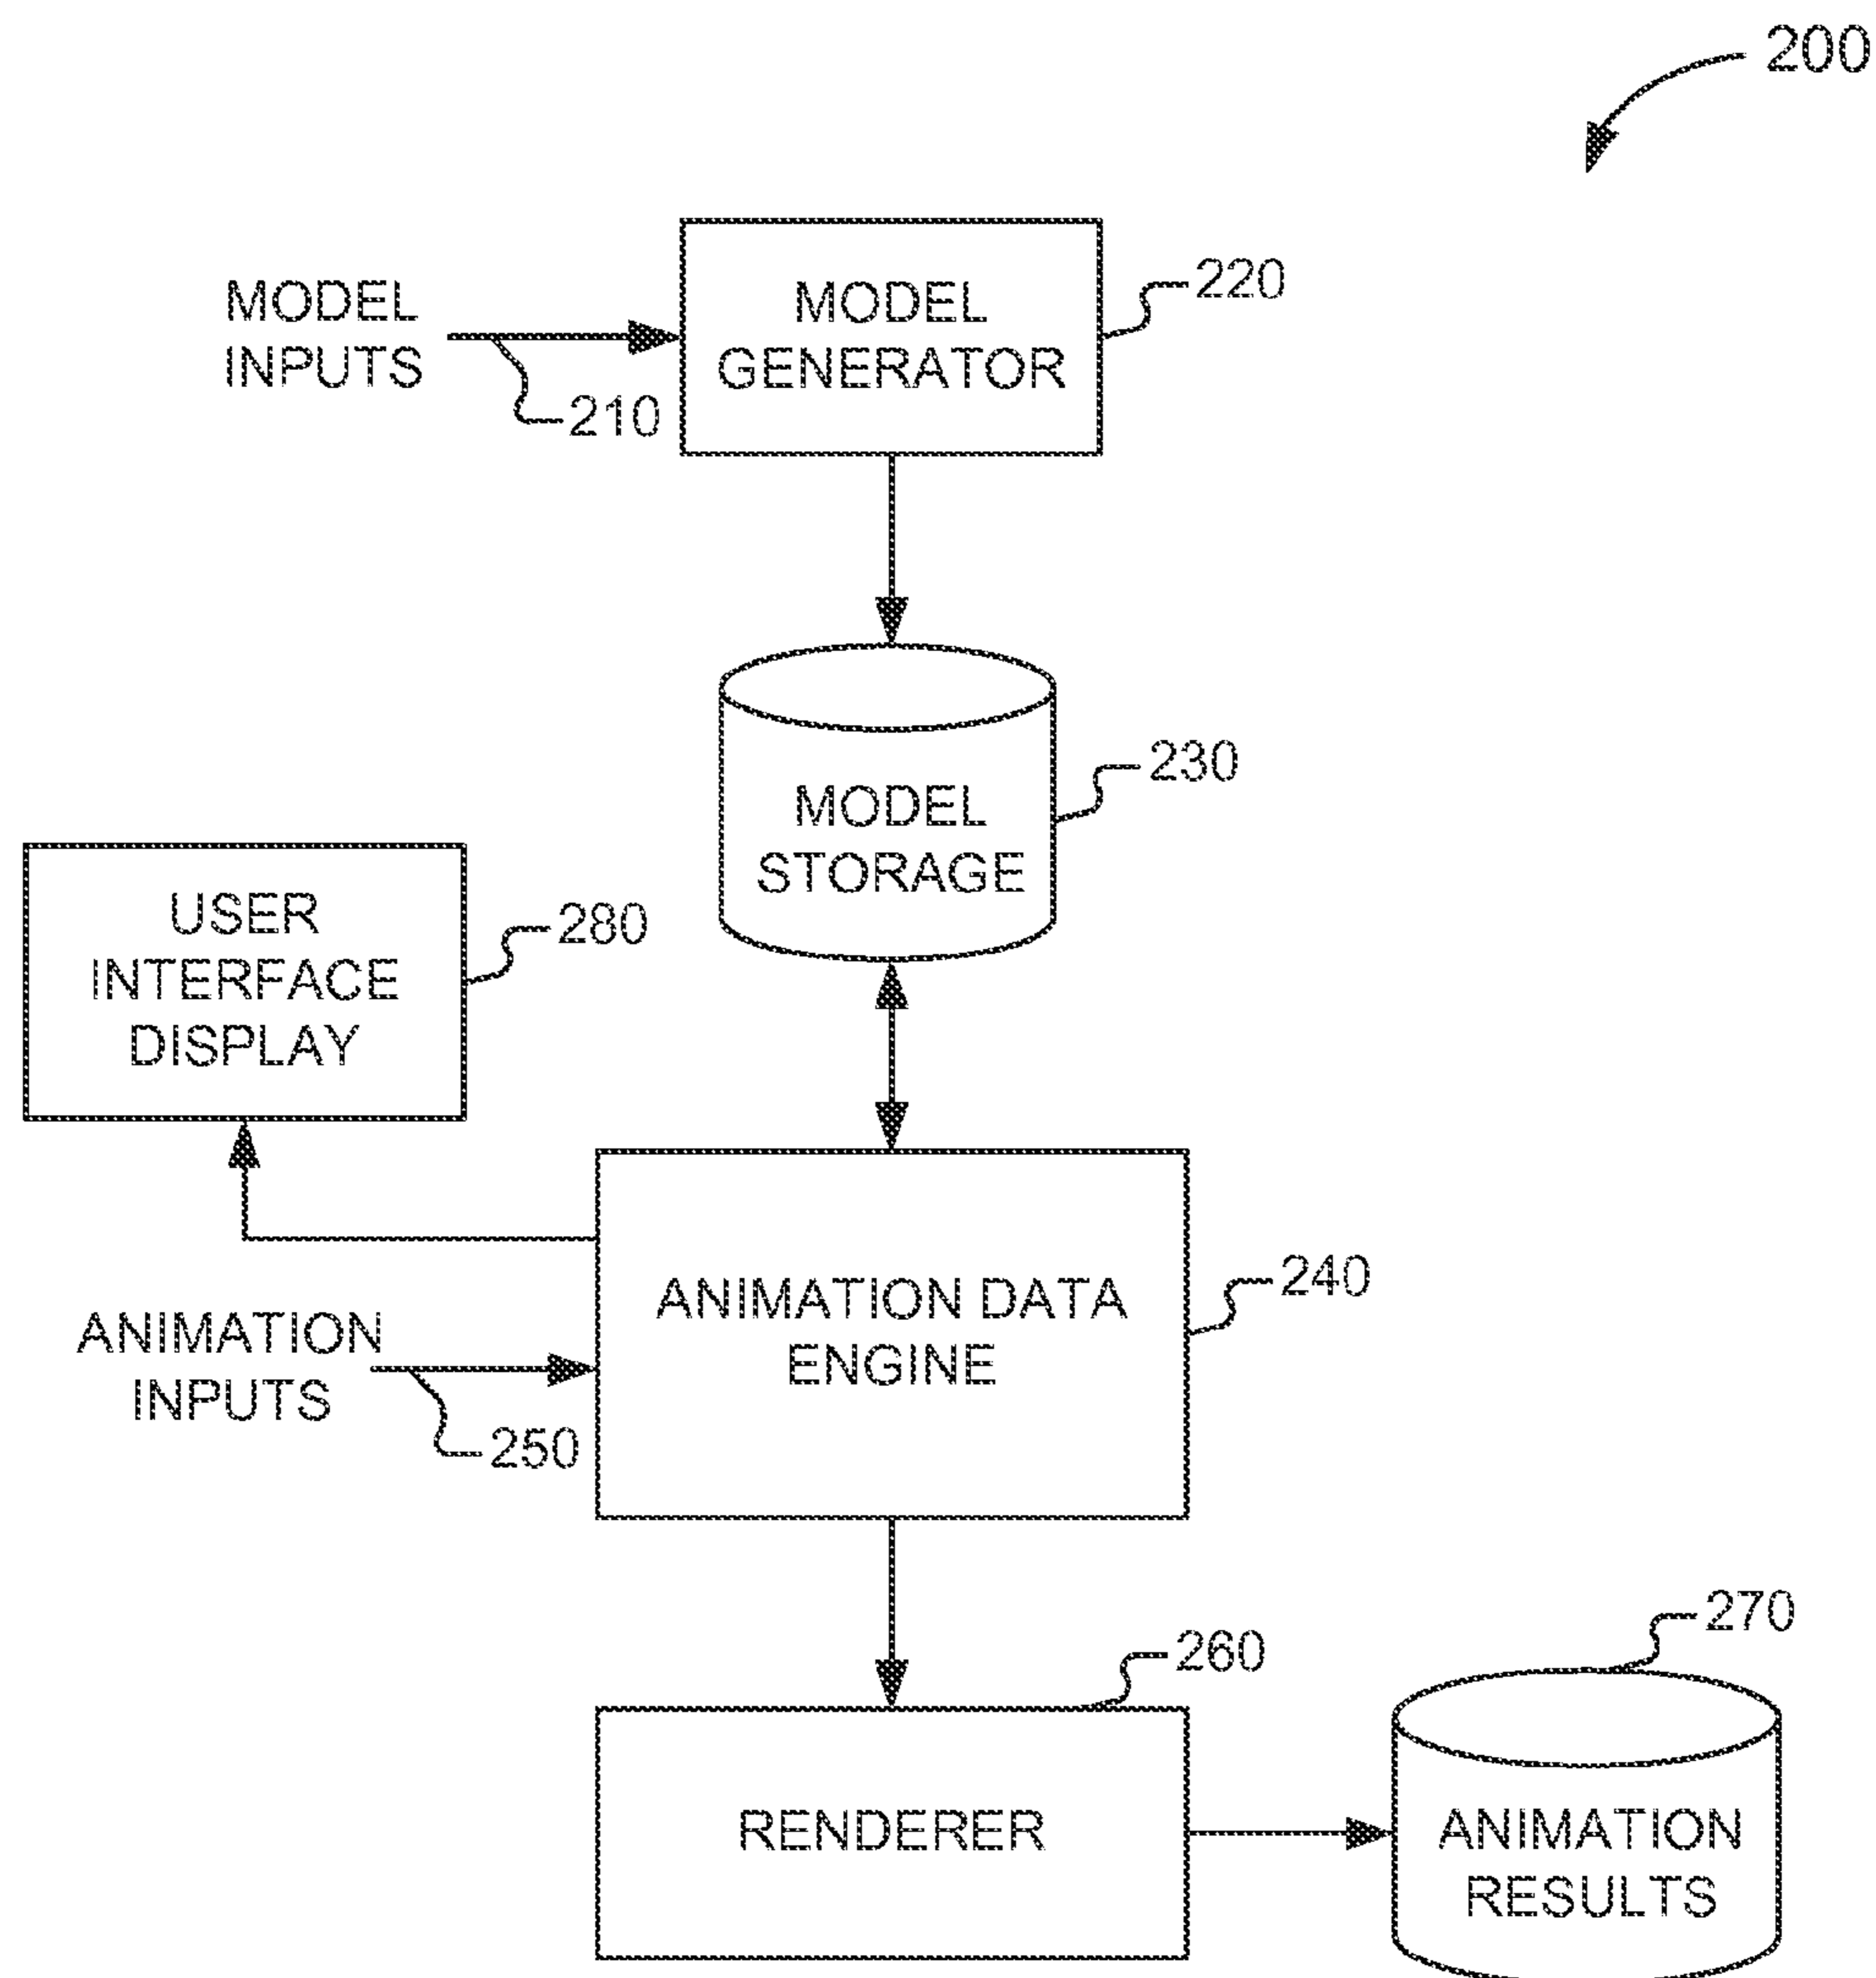 200
MODEL
INPUTS
210
MODEL
GENERATOR
220
MODEL
STORAGE
230
USER
INTERFACE
DISPLAY
280
ANIMATION DATA
ENGINE
240
ANIMATION
INPUTS
250
RENDERER
260
ANIMATION
RESULTS
270